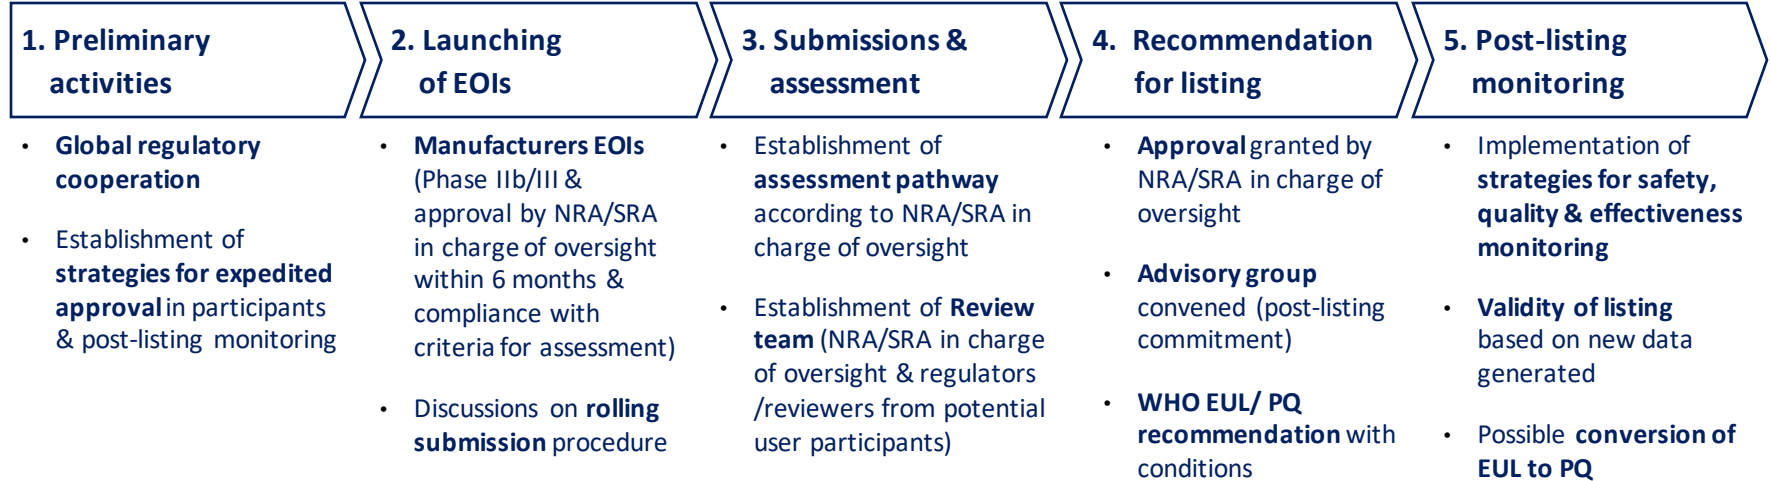 1. Preliminary
activities
• Global regulatory
cooperation
• Establishment of
strategies for expedited
approval in participants
& post-listing monitoring
2. Launching
of EOIs
• Manufacturers EOIs
(Phase IIb/III &
approval by NRA/SRA
in charge of oversight
within 6 months &
compliance with
criteria for assessment)
• Discussions on rolling
submission procedure
3. Submissions &
assessment
• Establishment of
assessment pathway
according to NRA/SRA in
charge of oversight
• Establishment of Review
team (NRA/SRA in charge
of oversight & regulators
/reviewers from potential
user participants)
4. Recommendation
for listing
• Approval granted by
NRA/SRA in charge of
oversight
• Advisory group
convened (post-listing
commitment)
• WHO EUL/ PQ
recommendation with
conditions
5. Post-listing
monitoring
• Implementation of
strategies for safety,
quality & effectiveness
monitoring
• Validity of listing
based on new data
generated
• Possible conversion of
EUL to PQ